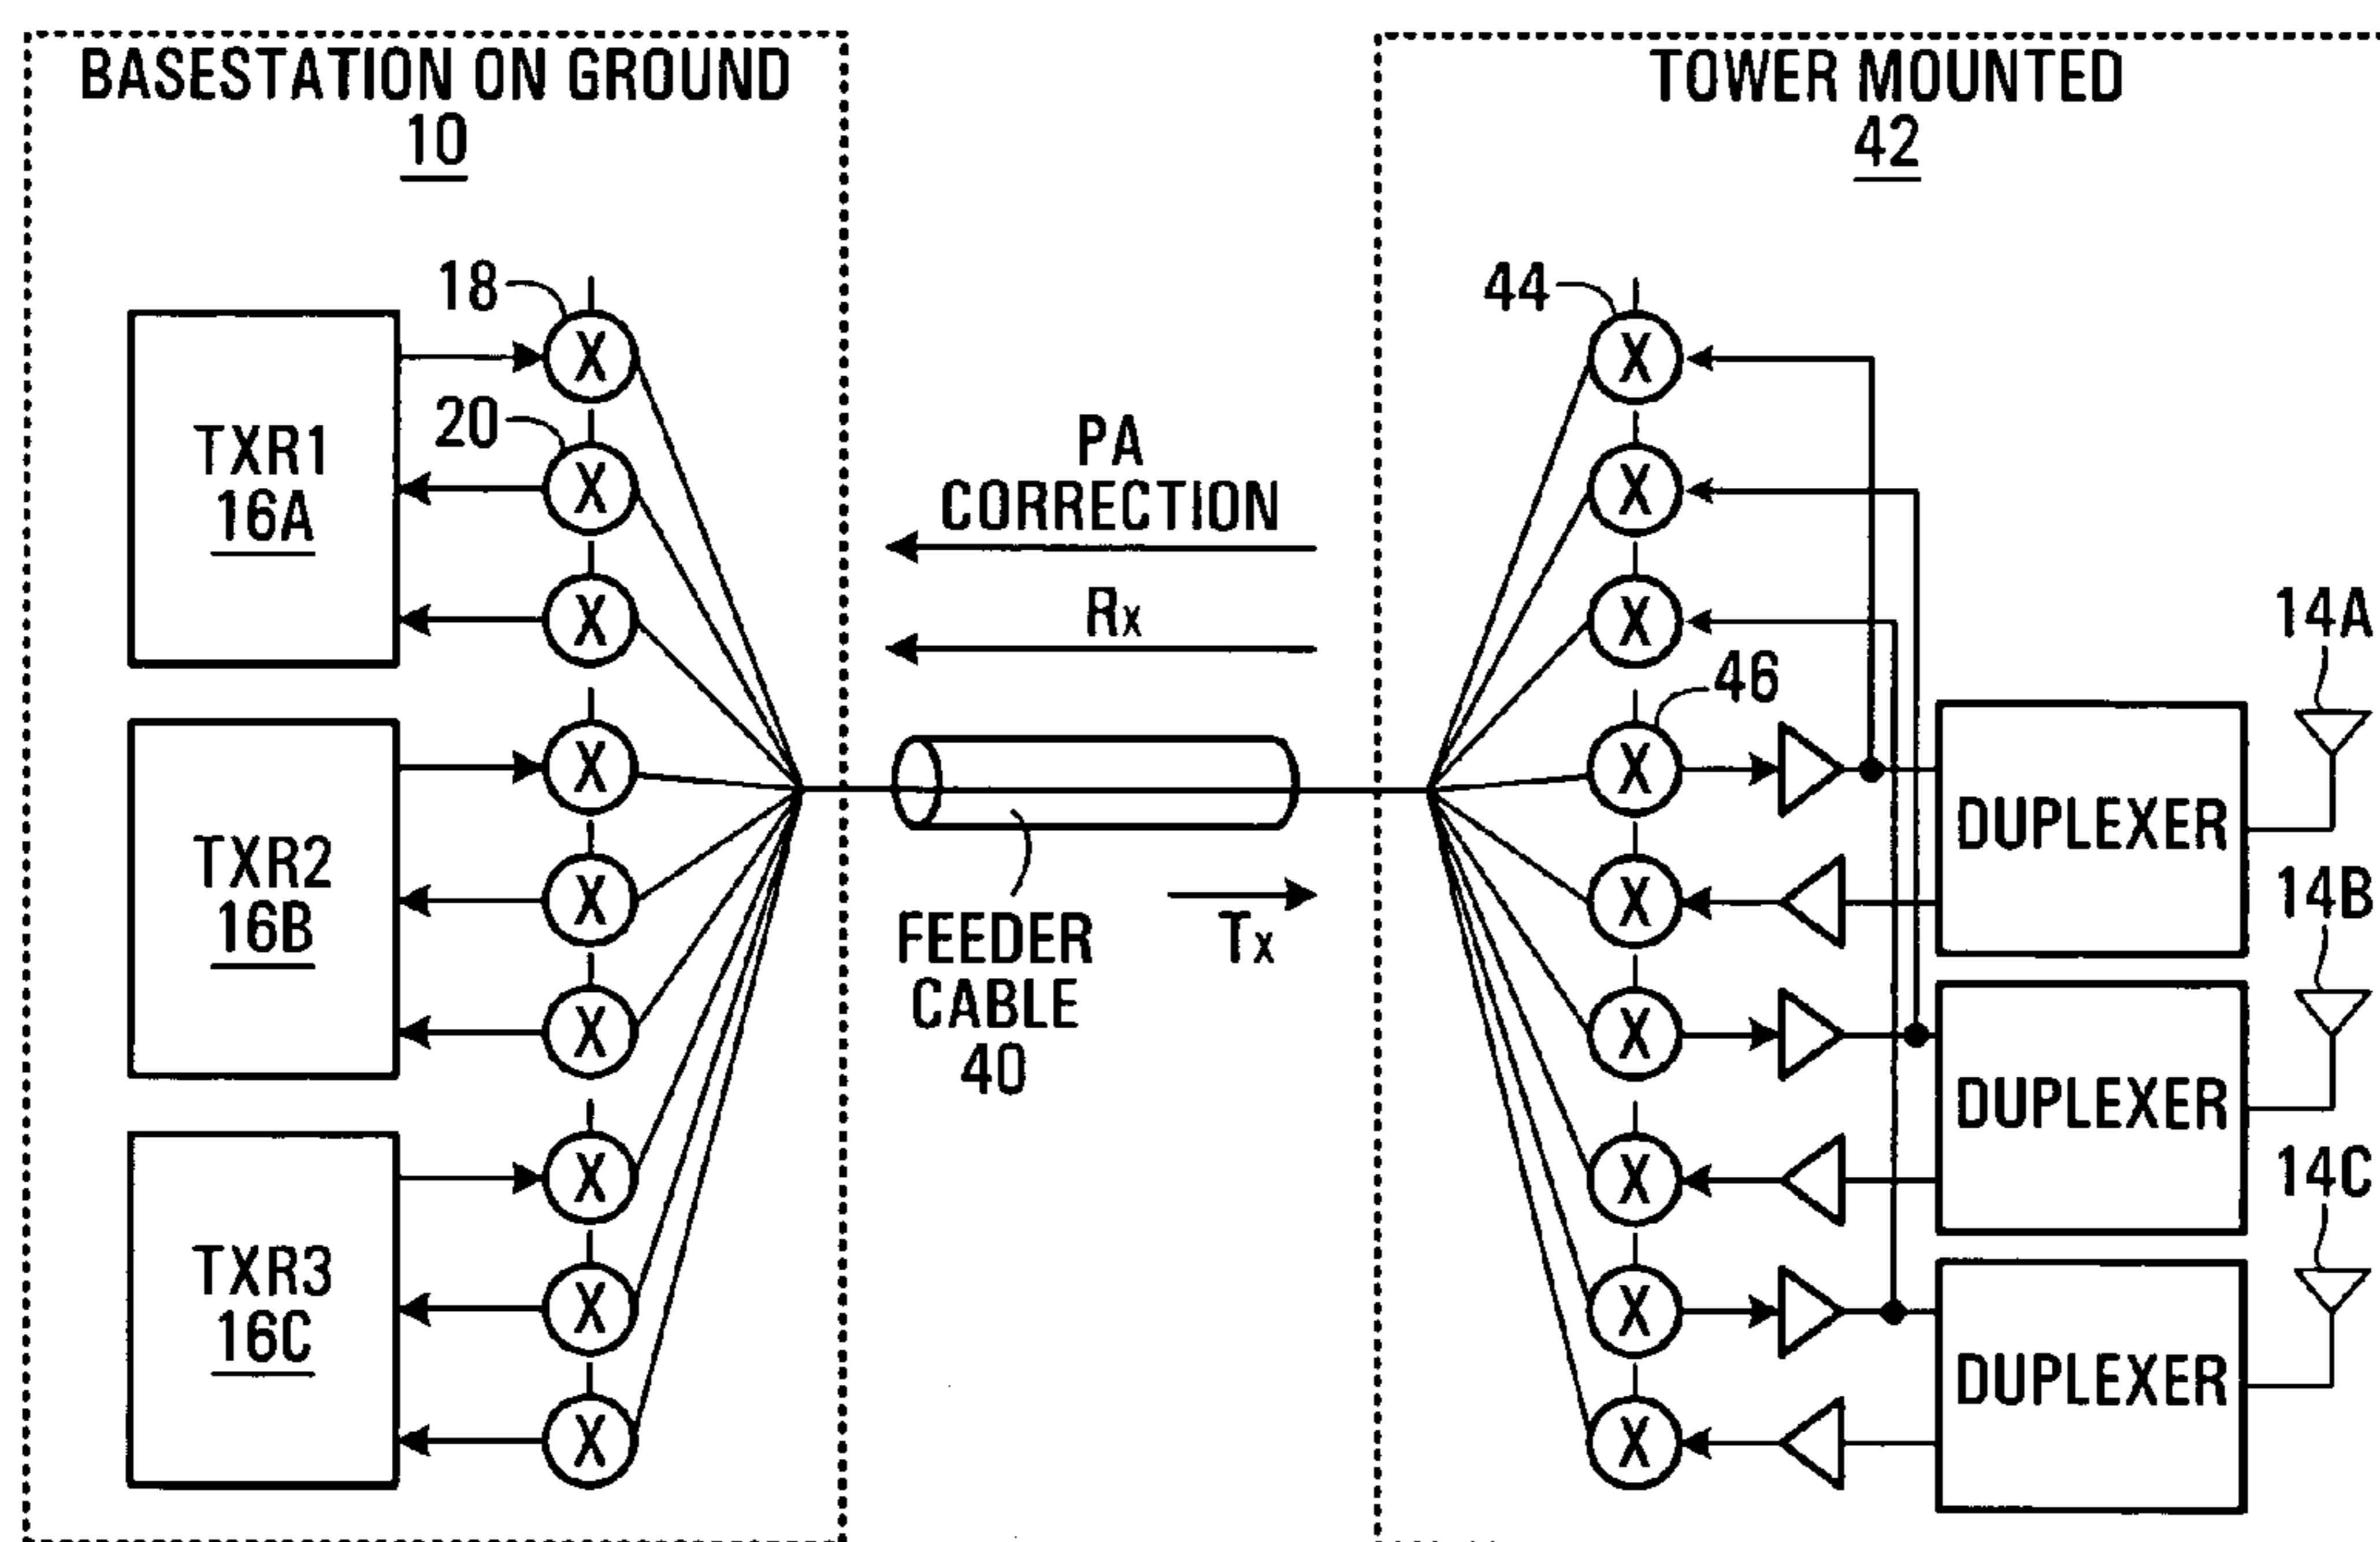 BASESTATION ON GROUND
10
TOWER MOUNTED
42
18
X
20
X
X
TXR1
16A
X
X
X
TXR2
16B
X
X
X
TXR3
16C
PA
CORRECTION
Rx
FEEDER
CABLE
40
Tx
44
X
X
X
46
X
X
X
X
X
X
DUPLEXER
DUPLEXER
DUPLEXER
14A
14B
14C